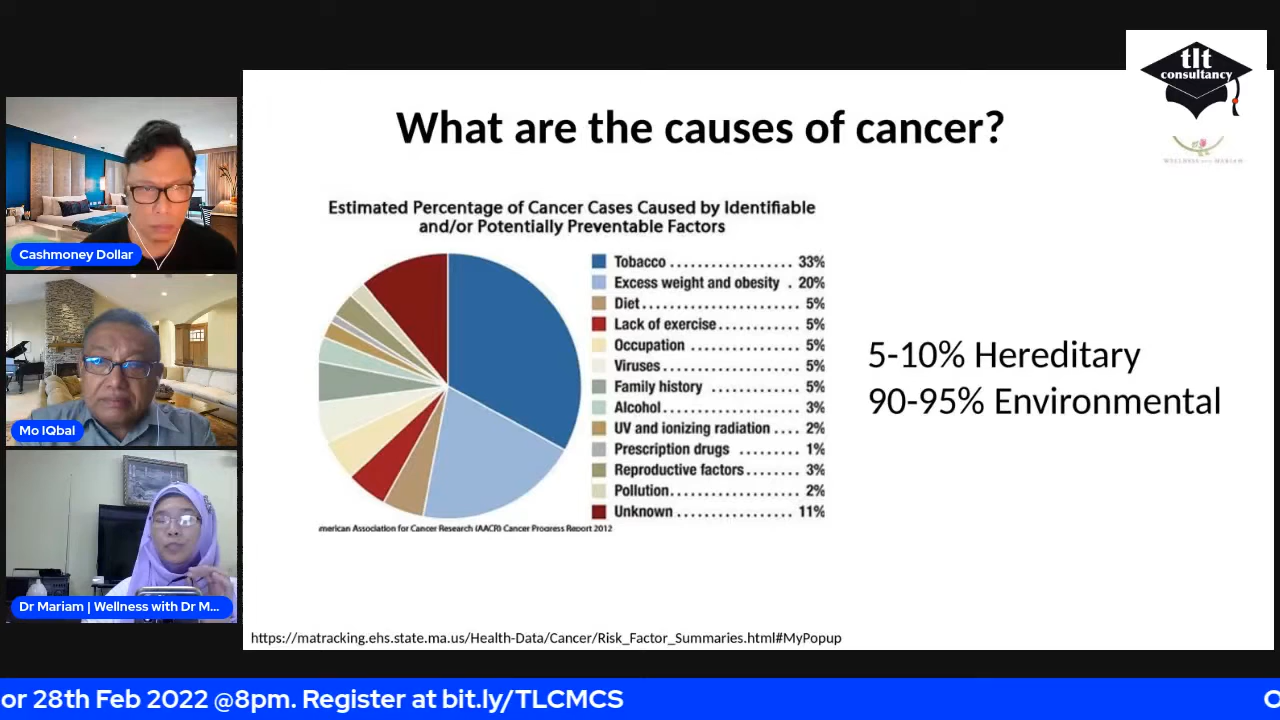 tlt
consultancy
WELLNESS WITH MARIAM
What are the causes of cancer?
Estimated Percentage of Cancer Cases Caused by Identifiable
and/or Potentially Preventable Factors
Tobacco . . . . . . . . . . . . . . . . . . 33%
Excess weight and obesity . 20%
Diet . . . . . . . . . . . . . . . . . . . . . . 5%
Lack of exercise . . . . . . . . . . . . 5%
Occupation . . . . . . . . . . . . . . . . 5%
Viruses . . . . . . . . . . . . . . . . . . . 5%
Family history . . . . . . . . . . . . . 5%
Alcohol . . . . . . . . . . . . . . . . . . . 3%
UV and ionizing radiation . . . . 2%
Prescription drugs . . . . . . . . . 1%
Reproductive factors . . . . . . . . 3%
Pollution . . . . . . . . . . . . . . . . . . 2%
Unknown . . . . . . . . . . . . . . . . . 11%
merican Association for Cancer Research (AACR) Cancer Progress Report 2012
5-10% Hereditary
90-95% Environmental
https://matracking.ehs.state.ma.us/Health-Data/Cancer/Risk_Factor_Summaries.html#MyPopup
Cashmoney Dollar
Mo IQbal
Dr Mariam | Wellness with Dr M...
or 28th Feb 2022 @8pm. Register at bit.ly/TLCMCS